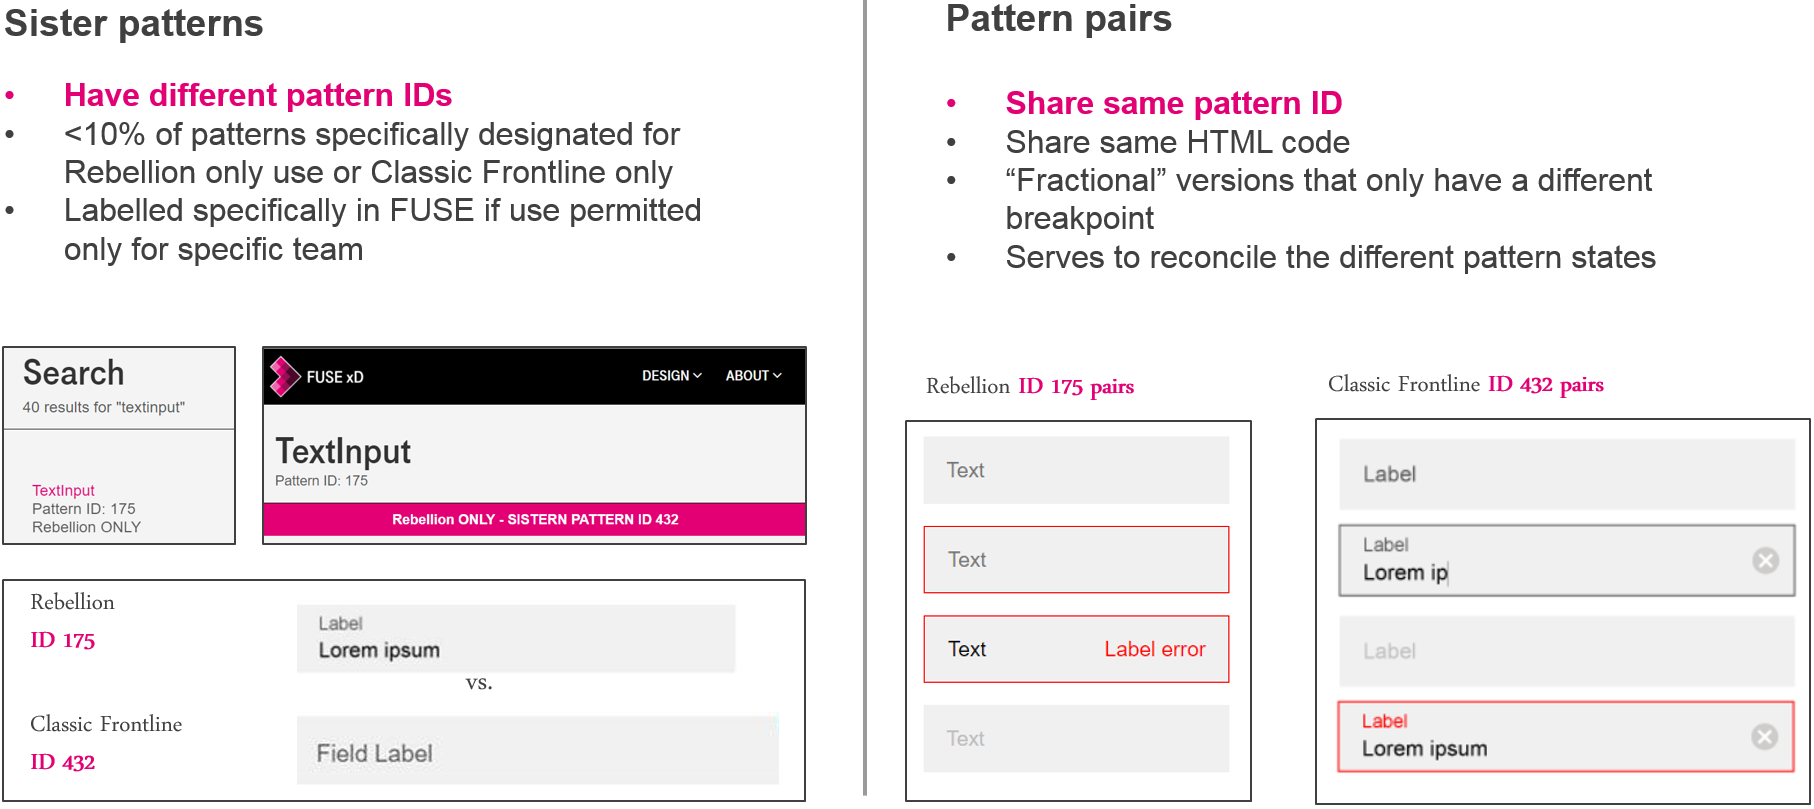 Sister patterns
• Have different pattern IDs
• <10% of patterns specifically designated for
Rebellion only use or Classic Frontline only
• Labelled specifically in FUSE if use permitted
only for specific team
Search
40 results for "textinput"
TextInput
Pattern ID: 175
Rebellion ONLY
FUSE xD
DESIGN
ABOUT
TextInput
Pattern ID: 175
Rebellion ONLY - SISTERN PATTERN ID 432
Rebellion
ID 175
Label
Lorem ipsum
vs.
Classic Frontline
ID 432
Field Label
Pattern pairs
• Share same pattern ID
• Share same HTML code
• “Fractional” versions that only have a different
breakpoint
• Serves to reconcile the different pattern states
Rebellion ID 175 pairs
Text
Text
Text Label error
Text
Classic Frontline ID 432 pairs
Label
Label
Lorem ip
Label
Label
Lorem ipsum